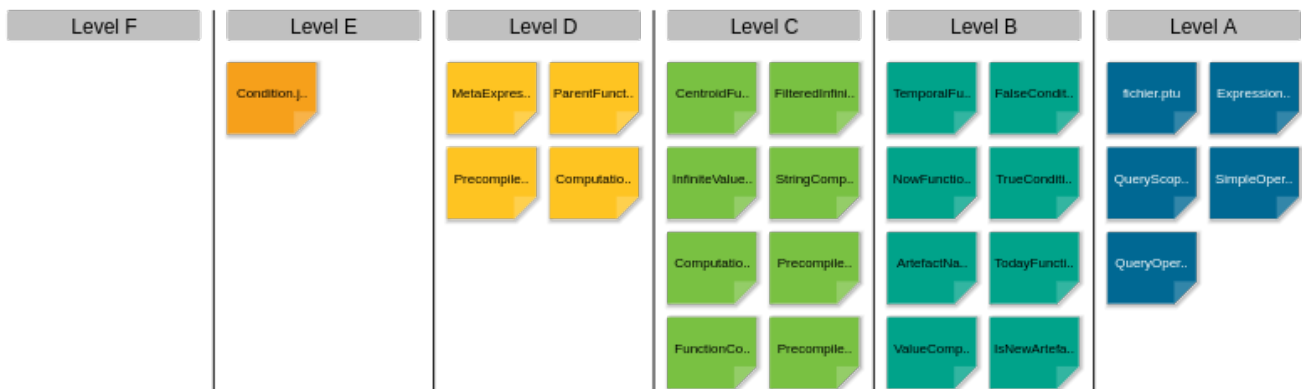 Level F
Level E
Level D
Level C
Level B
Level A
Condition.j..
MetaExpres..
ParentFunct..
CentroidFu..
FilteredInfini..
TemporalFu..
FalseCondit..
fichier.ptu
Expression..
Precompile..
Computatio..
InfiniteValue..
StringComp..
NowFunctio..
TrueConditi..
QueryScop..
SimpleOper..
Computatio..
Precompile..
ArtefactNa..
TodayFuncti..
QueryOper..
FunctionCo..
Precompile..
ValueComp..
IsNewArtefa..